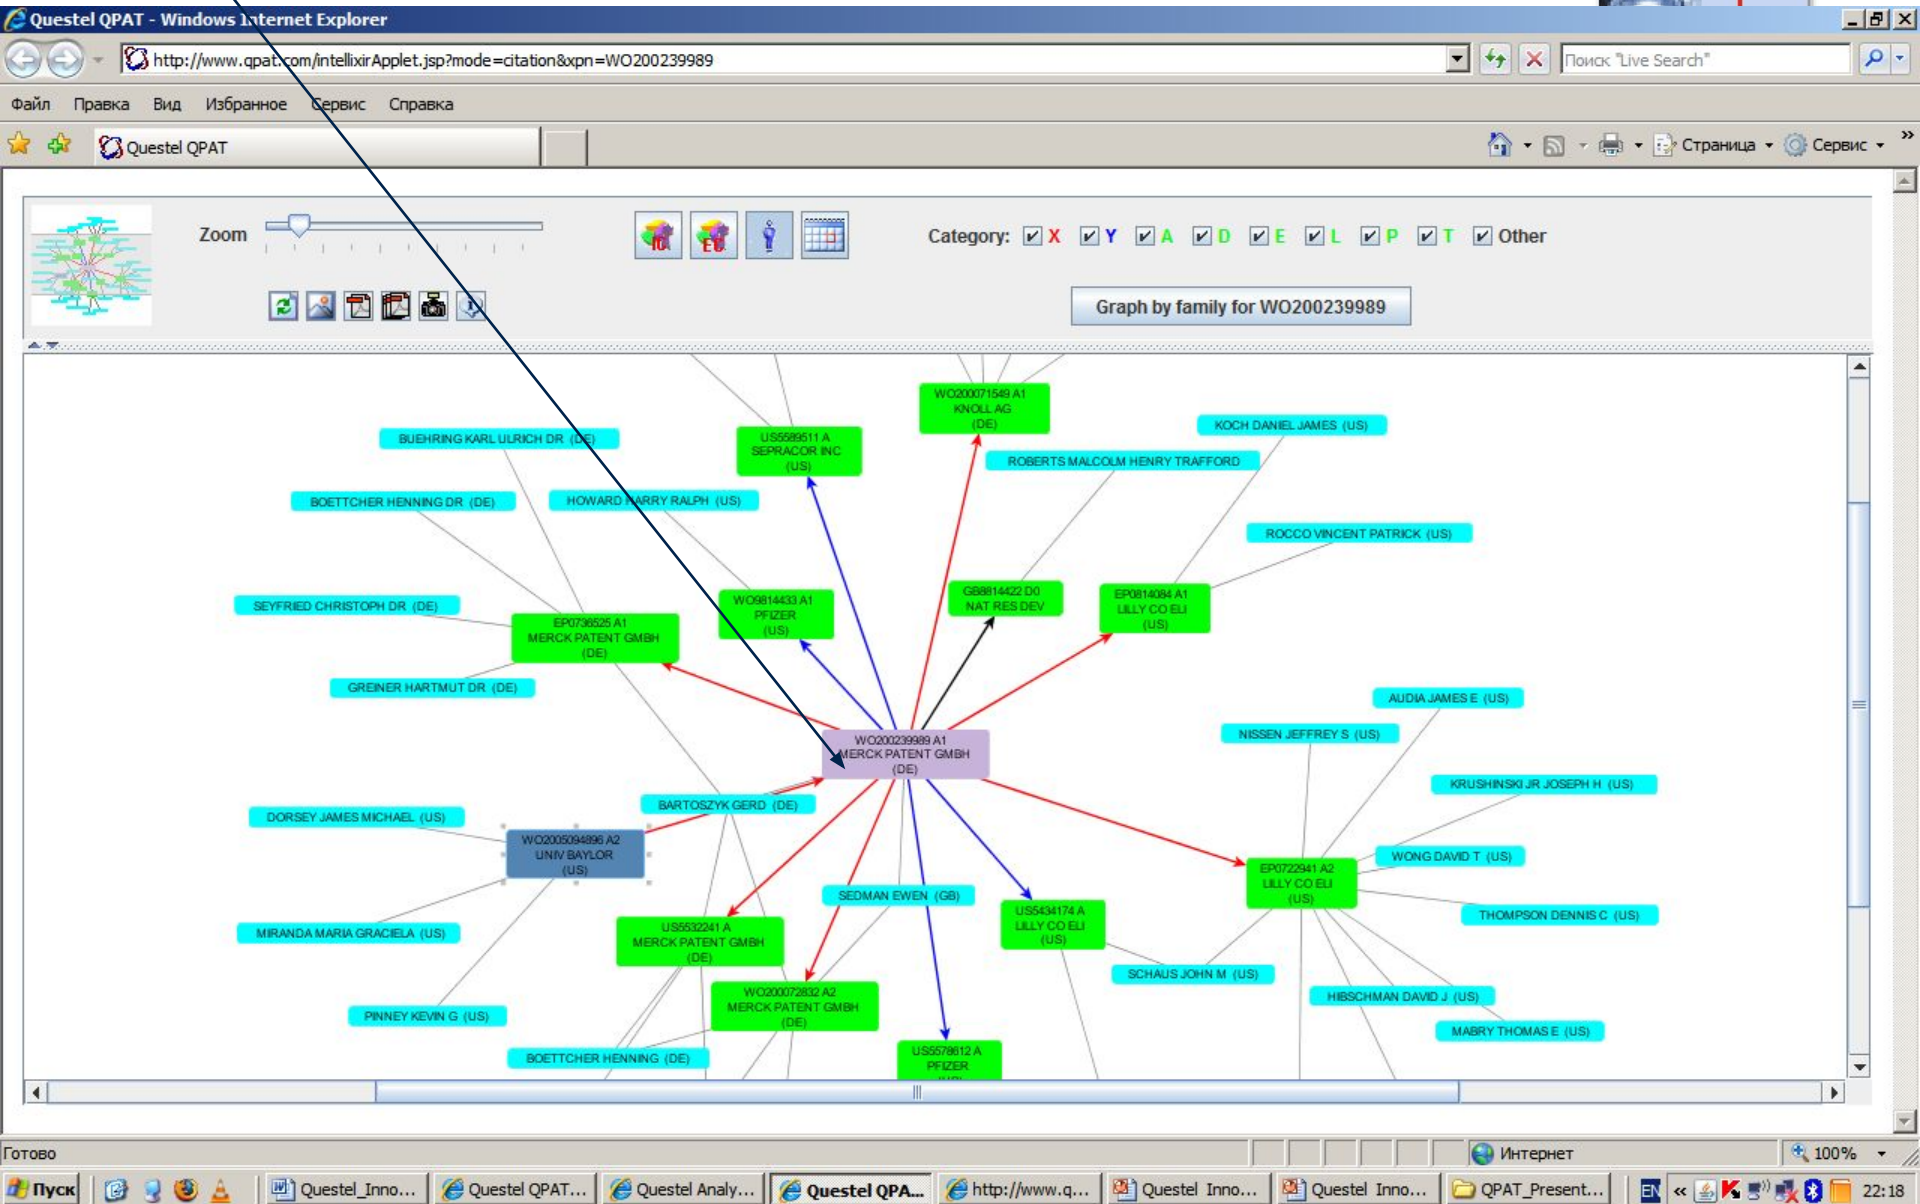 Questel QPAT - Windows Internet Explorer
http://www.qpat.com/intellixirApplet.jsp?mode=citation&xpn=WO200239989
Поиск "Live Search"
Файл Правка Вид Избранное Сервис Справка
Questel QPAT
Страница Сервис
Zoom
Category: X Y A D E L P T Other
Graph by family for WO200239989
WO200071549 A1
KNOLL AG
(DE)
BUEHRING KARL ULRICH DR (DE)
US5589511 A
SEPRACOR INC
(US)
KOCH DANIEL JAMES (US)
ROBERTS MALCOLM HENRY TRAFFORD
BOETTCHER HENNING DR (DE)
HOWARD HARRY RALPH (US)
ROCCO VINCENT PATRICK (US)
SEYFRIED CHRISTOPH DR (DE)
EP0736525 A1
MERCK PATENT GMBH
(DE)
WO9814433 A1
PFIZER
(US)
GB8814422 D0
NAT RES DEV
EP0814084 A1
LILLY CO ELI
(US)
GREINER HARTMUT DR (DE)
AUDIA JAMES E (US)
NISSEN JEFFREY S (US)
WO200239989 A1
MERCK PATENT GMBH
(DE)
KRUSHINSKI JR JOSEPH H (US)
BARTOSZYK GERD (DE)
DORSEY JAMES MICHAEL (US)
WO2005094896 A2
UNIV BAYLOR
(US)
WONG DAVID T (US)
EP0722941 A2
LILLY CO ELI
(US)
SEDMAN EWEN (GB)
US5434174 A
LILLY CO ELI
(US)
THOMPSON DENNIS C (US)
MIRANDA MARIA GRACIELA (US)
US5532241 A
MERCK PATENT GMBH
(DE)
SCHAUS JOHN M (US)
WO200072832 A2
MERCK PATENT GMBH
(DE)
HIBSCHMAN DAVID J (US)
PINNEY KEVIN G (US)
MABRY THOMAS E (US)
BOETTCHER HENNING (DE)
US5578612 A
PFIZER
Готово
Интернет
100%
Пуск
Questel_Inno...
Questel QPAT...
Questel Analy...
Questel QPA...
http://www.q...
Questel Inno...
Questel Inno...
QPAT_Present...
EN
22:18